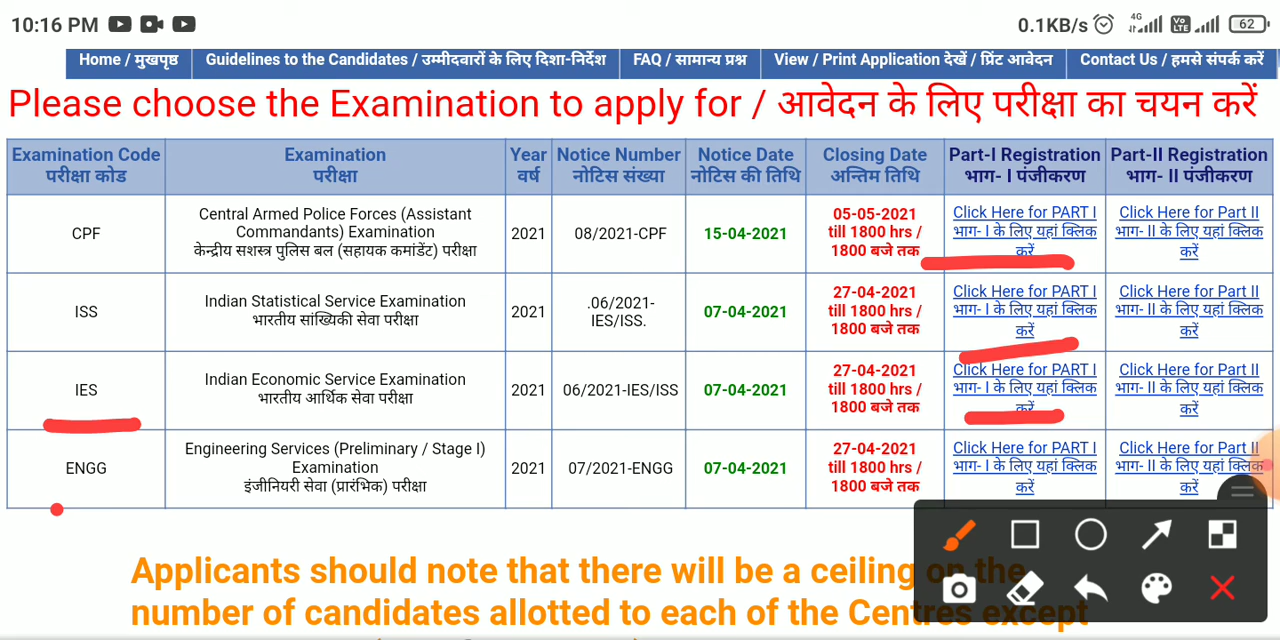 10:16 PM 0.1KB/s 4G Vo LTE 62
Home / मुखपृष्ठ Guidelines to the Candidates / उम्मीदवारों के लिए दिशा-निर्देश FAQ / सामान्य प्रश्न View / Print Application देखें / प्रिंट आवेदन Contact Us / हमसे संपर्क करें
Please choose the Examination to apply for / आवेदन के लिए परीक्षा का चयन करें
Examination Code Examination Year Notice Number Notice Date Closing Date Part-I Registration Part-II Registration
परीक्षा कोड परीक्षा वर्ष नोटिस संख्या नोटिस की तिथि अन्तिम तिथि भाग- I पंजीकरण भाग- II पंजीकरण
Central Armed Police Forces (Assistant 05-05-2021 Click Here for PART I Click Here for Part II
CPF Commandants) Examination 2021 08/2021-CPF 15-04-2021 till 1800 hrs / भाग- I के लिए यहां क्लिक भाग- II के लिए यहां क्लिक
केन्द्रीय सशस्त्र पुलिस बल (सहायक कमांडेंट) परीक्षा 1800 बजे तक करें करें
Indian Statistical Service Examination .06/2021- 27-04-2021 Click Here for PART I Click Here for Part II
ISS भारतीय सांख्यिकी सेवा परीक्षा 2021 IES/ISS. 07-04-2021 till 1800 hrs / भाग- I के लिए यहां क्लिक भाग- II के लिए यहां क्लिक
1800 बजे तक करें करें
Indian Economic Service Examination 27-04-2021 Click Here for PART I Click Here for Part II
IES भारतीय आर्थिक सेवा परीक्षा 2021 06/2021-IES/ISS 07-04-2021 till 1800 hrs / भाग- I के लिए यहां क्लिक भाग- II के लिए यहां क्लिक
1800 बजे तक करें करें
Engineering Services (Preliminary / Stage I) 27-04-2021 Click Here for PART I Click Here for Part II
ENGG Examination 2021 07/2021-ENGG 07-04-2021 till 1800 hrs / भाग- I के लिए यहां क्लिक भाग- II के लिए यहां क्लिक
इंजीनियरी सेवा (प्रारंभिक) परीक्षा 1800 बजे तक करें करें
Applicants should note that there will be a ceiling on the
number of candidates allotted to each of the Centres except